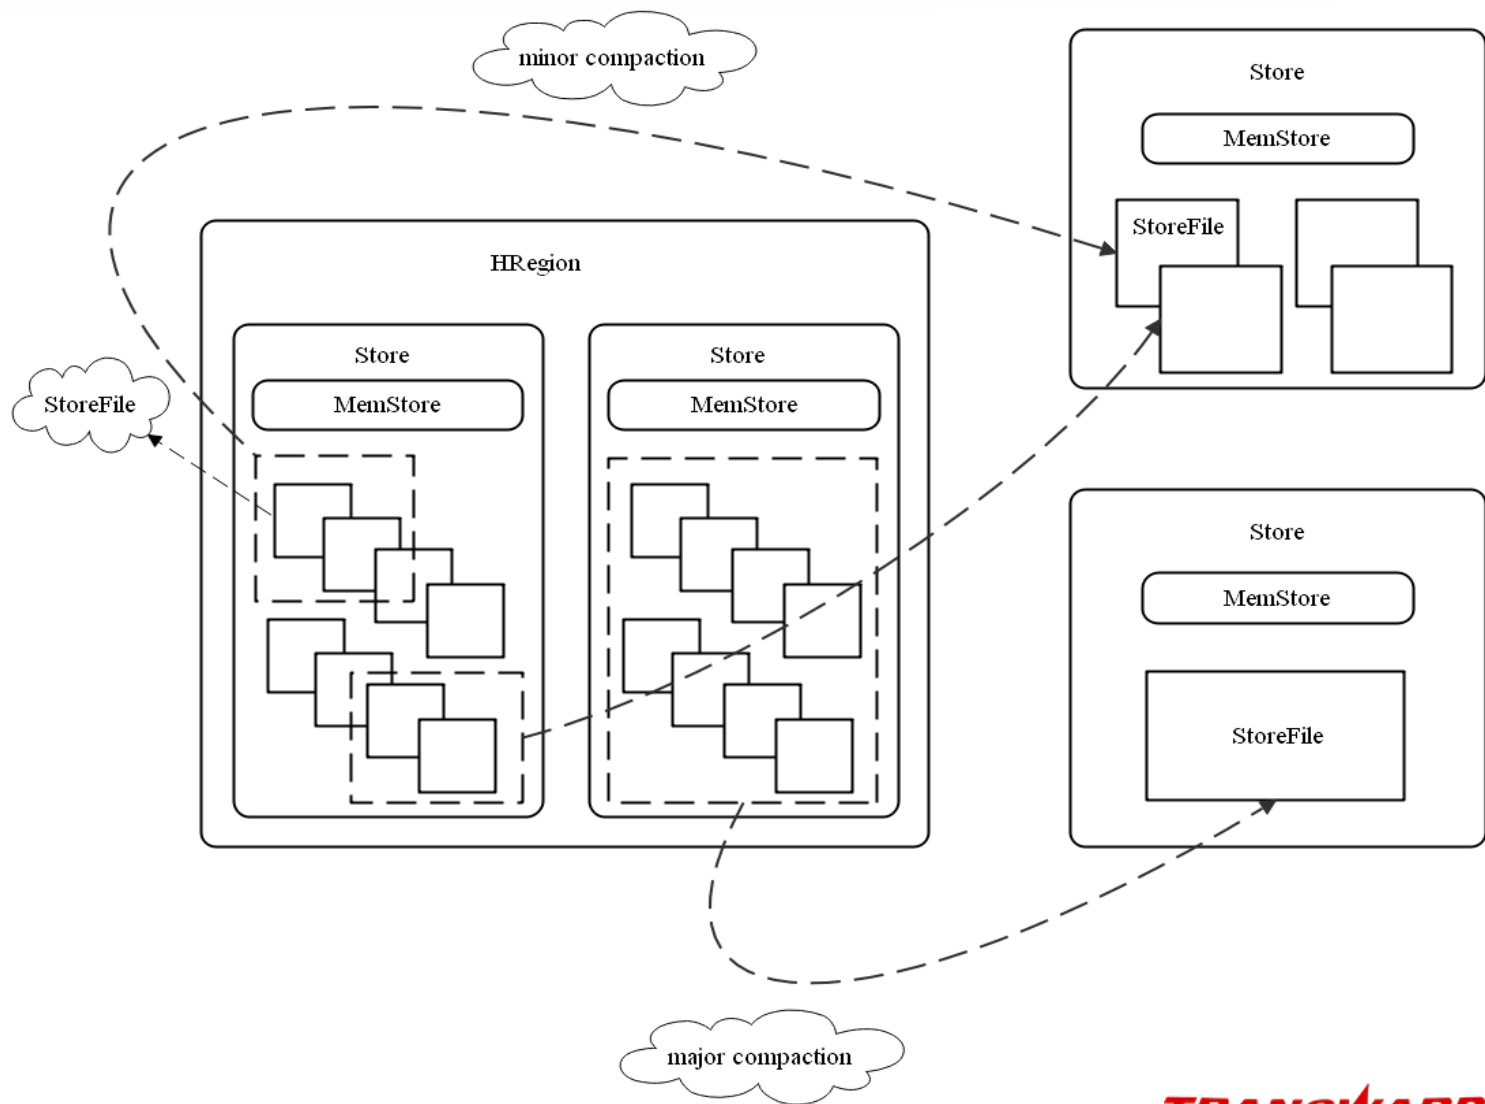 minor compaction
Store
MemStore
StoreFile
HRegion
Store
Store
MemStore
MemStore
StoreFile
Store
MemStore
StoreFile
major compaction